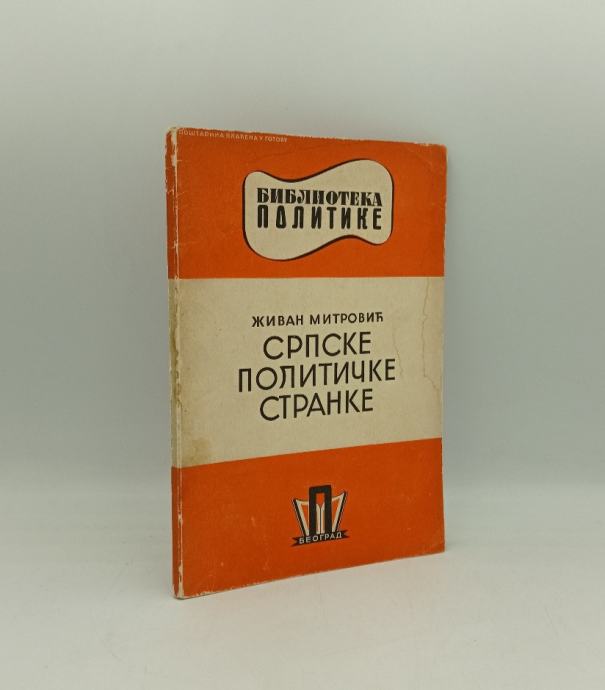 ПОШТАРИНА ПЛАЋЕНА У ГОТОВУ
БИБЛИОТЕКА
ПОЛИТИКЕ
ЖИВАН МИТРОВИЋ
СРПСКЕ
ПОЛИТИЧКЕ
СТРАНКЕ
П
БЕОГРАД